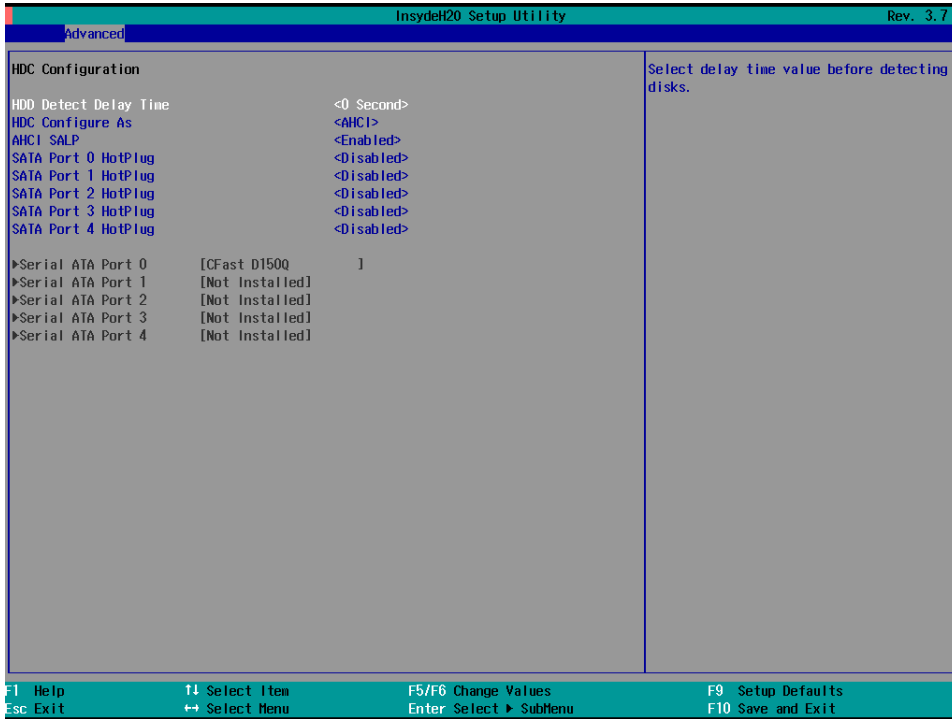 InsydeH20 Setup Utility Rev. 3.7
Advanced
HDC Configuration
Select delay time value before detecting
disks.
HDD Detect Delay Time <0 Second>
HDC Configure As <AHCI>
AHCI SALP <Enabled>
SATA Port 0 HotPlug <Disabled>
SATA Port 1 HotPlug <Disabled>
SATA Port 2 HotPlug <Disabled>
SATA Port 3 HotPlug <Disabled>
SATA Port 4 HotPlug <Disabled>
▶Serial ATA Port 0 [CFast D150Q ]
▶Serial ATA Port 1 [Not Installed]
▶Serial ATA Port 2 [Not Installed]
▶Serial ATA Port 3 [Not Installed]
▶Serial ATA Port 4 [Not Installed]
F1 Help ↑↓ Select Item F5/F6 Change Values F9 Setup Defaults
Esc Exit ↔ Select Menu Enter Select ▶ SubMenu F10 Save and Exit